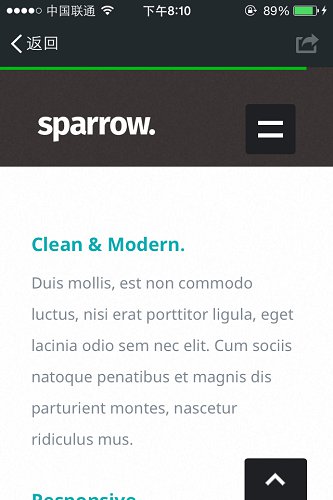 中国联通 下午8:10 89%
返回
sparrow.
Clean & Modern.
Duis mollis, est non commodo
luctus, nisi erat porttitor ligula, eget
lacinia odio sem nec elit. Cum sociis
natoque penatibus et magnis dis
parturient montes, nascetur
ridiculus mus.
Responsive